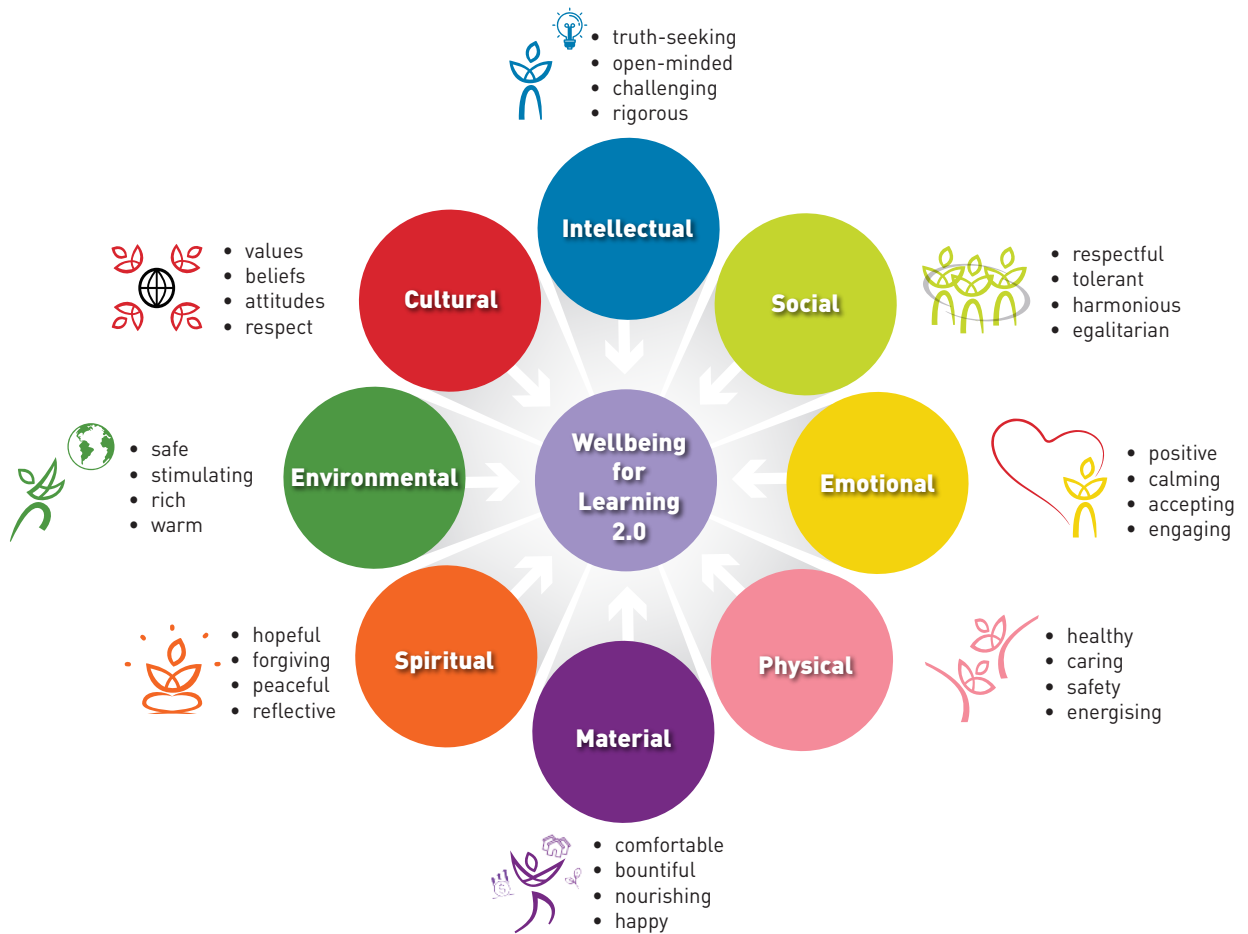 • truth-seeking
• open-minded
• challenging
• rigorous
Intellectual
Cultural
• values
• beliefs
• attitudes
• respect
Social
• respectful
• tolerant
• harmonious
• egalitarian
Environmental
• safe
• stimulating
• rich
• warm
Wellbeing
for
Learning
2.0
Emotional
• positive
• calming
• accepting
• engaging
Spiritual
• hopeful
• forgiving
• peaceful
• reflective
Physical
• healthy
• caring
• safety
• energising
Material
• comfortable
• bountiful
• nourishing
• happy
$